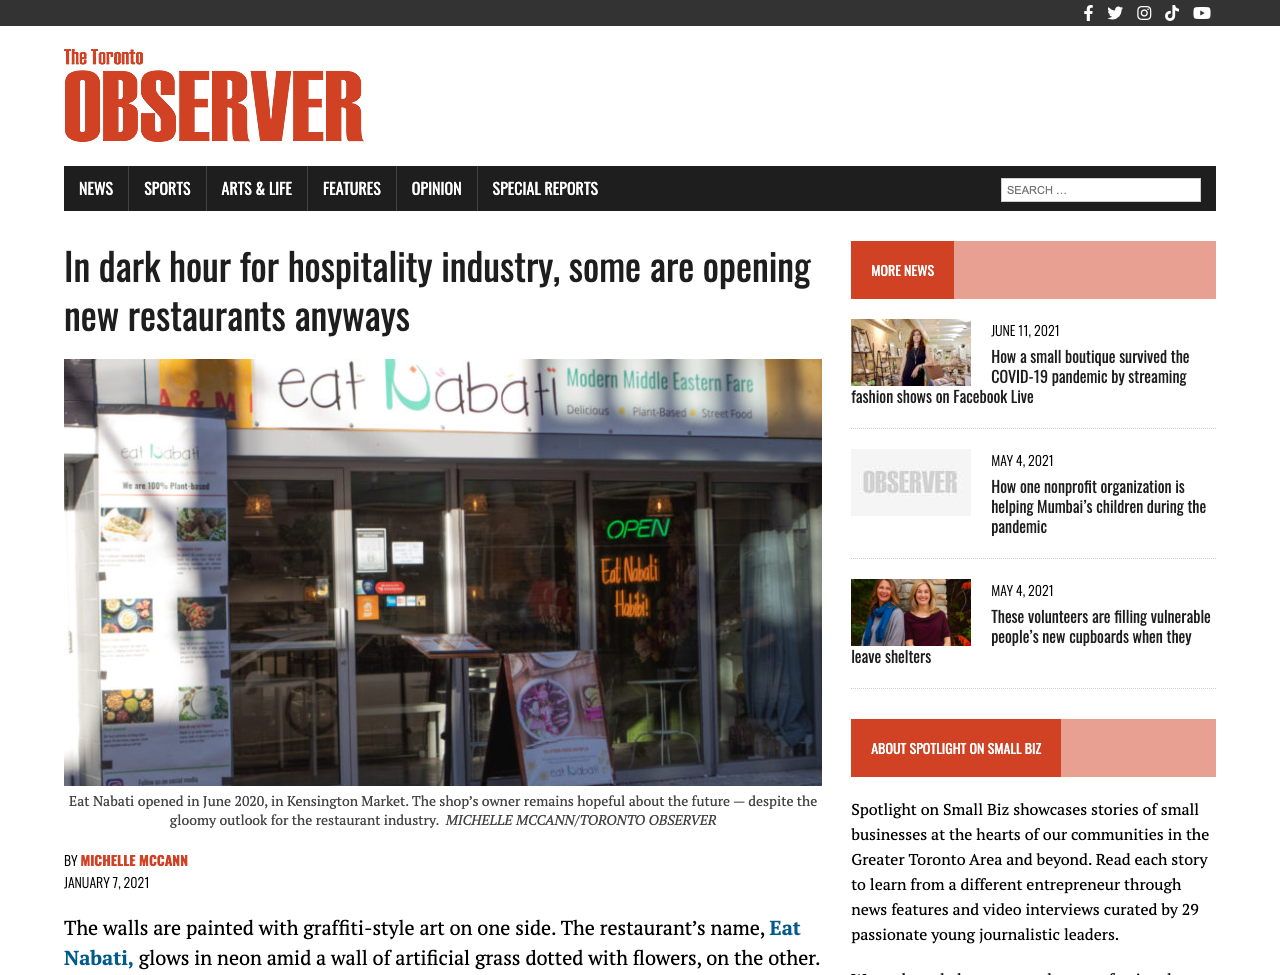 The Toronto
OBSERVER
NEWS
SPORTS
ARTS & LIFE
FEATURES
OPINION
SPECIAL REPORTS
SEARCH …
In dark hour for hospitality industry, some are opening
new restaurants anyways
A & M
eat Nabati
Modern Middle Eastern Fare
Delicious Plant-Based Street Food
eat Nabati
We are 100% Plant-based
OPEN
Eat Nabati
Habibi!
eat Nabati
Follow us on social media
Eat Nabati opened in June 2020, in Kensington Market. The shop’s owner remains hopeful about the future — despite the
gloomy outlook for the restaurant industry. MICHELLE MCCANN/TORONTO OBSERVER
BY MICHELLE MCCANN
JANUARY 7, 2021
The walls are painted with graffiti-style art on one side. The restaurant’s name, Eat
Nabati, glows in neon amid a wall of artificial grass dotted with flowers, on the other.
MORE NEWS
JUNE 11, 2021
How a small boutique survived the
COVID-19 pandemic by streaming
fashion shows on Facebook Live
OBSERVER
MAY 4, 2021
How one nonprofit organization is
helping Mumbai’s children during the
pandemic
MAY 4, 2021
These volunteers are filling vulnerable
people’s new cupboards when they
leave shelters
ABOUT SPOTLIGHT ON SMALL BIZ
Spotlight on Small Biz showcases stories of small
businesses at the hearts of our communities in the
Greater Toronto Area and beyond. Read each story
to learn from a different entrepreneur through
news features and video interviews curated by 29
passionate young journalistic leaders.